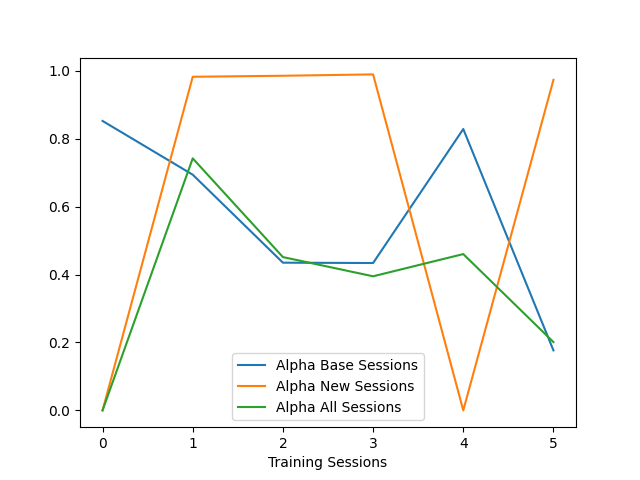 1.0
0.8
0.6
0.4
0.2
0.0
Alpha Base Sessions
Alpha New Sessions
Alpha All Sessions
0 1 2 3 4 5
Training Sessions